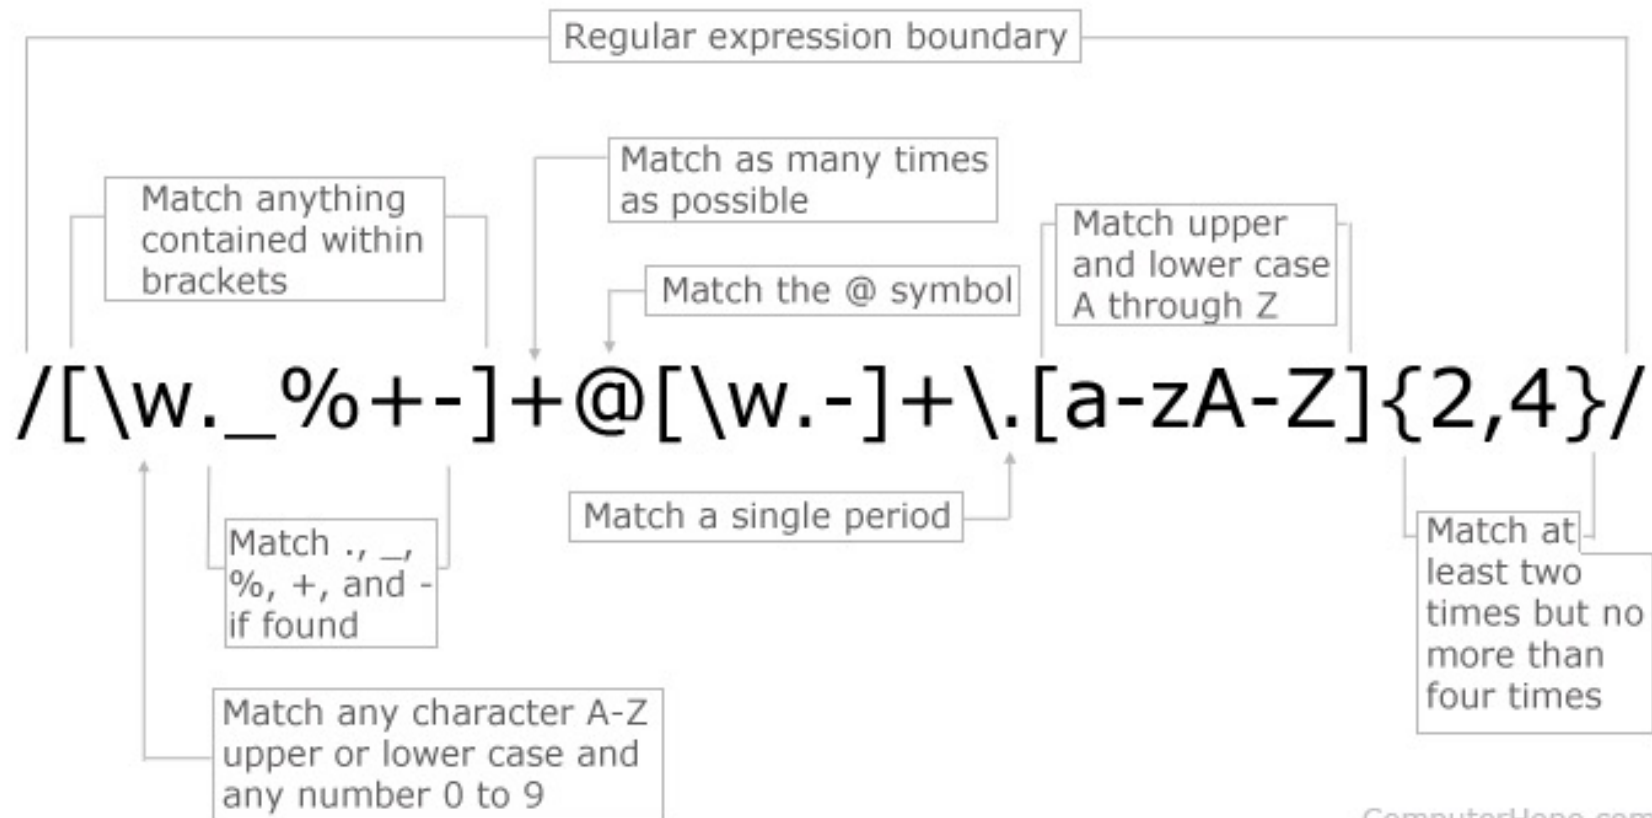 Regular expression boundary
Match as many times
as possible
Match anything
contained within
brackets
Match upper
and lower case
A through Z
Match the @ symbol
/[\w._%+-]+@[\w.-]+\.[a-zA-Z]{2,4}/
Match a single period
Match ., _,
%, +, and -
if found
Match at
least two
times but no
more than
four times
Match any character A-Z
upper or lower case and
any number 0 to 9
ComputerHope.com